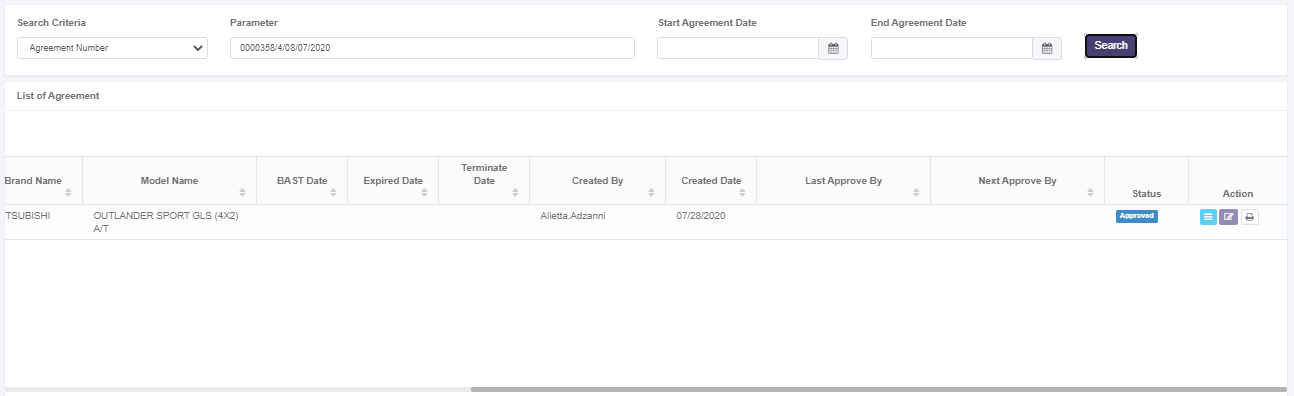 Search Criteria Parameter Start Agreement Date End Agreement Date
Agreement Number 0000358/4/08/07/2020 Search
List of Agreement
Brand Name Model Name BAST Date Expired Date Terminate Date Created By Created Date Last Approve By Next Approve By Status Action
TSUBISHI OUTLANDER SPORT GLS (4X2) Alletta.Adzanni 07/28/2020 Approved
A/T